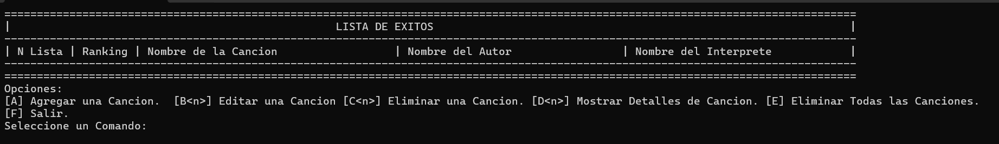 ===================================================================================================================================
|                                                  LISTA DE EXITOS                                                                |
-----------------------------------------------------------------------------------------------------------------------------------
| N Lista | Ranking | Nombre de la Cancion                  | Nombre del Autor                 | Nombre del Interprete            |
-----------------------------------------------------------------------------------------------------------------------------------
===================================================================================================================================
Opciones:
[A] Agregar una Cancion.  [B<n>] Editar una Cancion [C<n>] Eliminar una Cancion. [D<n>] Mostrar Detalles de Cancion. [E] Eliminar Todas las Canciones.
[F] Salir.
Seleccione un Comando: